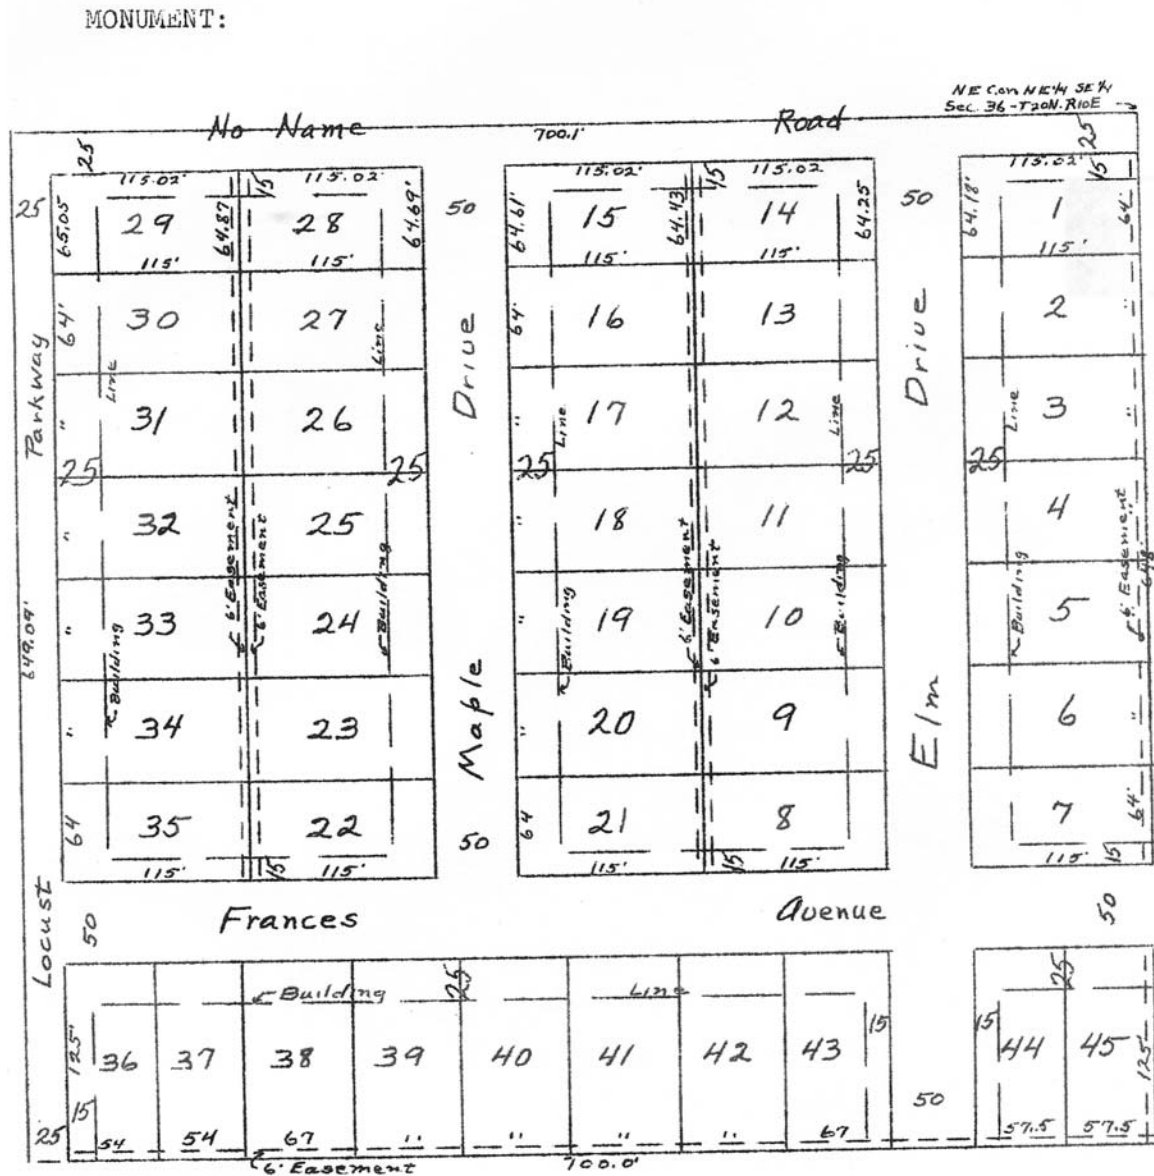 MONUMENT:
NE Cor. NE¼ SE¼
Sec. 36-T20N.R10E
No Name 700.1' Road
25 25
115.02' 15 115.02' 115.02' 15 115.02' 115.02' 15
25 65.05 29 64.87 28 64.69' 50 64.61' 15 64.43 14 64.25 50 64.18' 1 64'
115' 115' 115' 115' 115'
64' 30 27 64' 16 13 2 "
Parkway Line Line Drive Drive
" 31 26 " 17 Line 12 Line Line 3 "
25 25 25 25 25
" 32 25 " 18 11 4 "
6' Easement 6' Easement 6' Easement 6' Easement 6' Easement
649.09' " 33 24 " 19 10 5
Building Building Building Building Building
" 34 23 Maple " 20 9 Elm 6 "
64 35 22 50 64 21 8 7 64'
115' 15 115' 115' 15 115' 115' 15
Locust 50 Frances Avenue 50
Building 25 Line 25
125' 36 37 38 39 40 41 42 43 15 15 44 45 125'
15 50
25 54 54 67 " " " " 67 57.5 57.5
6' Easement 700.0'